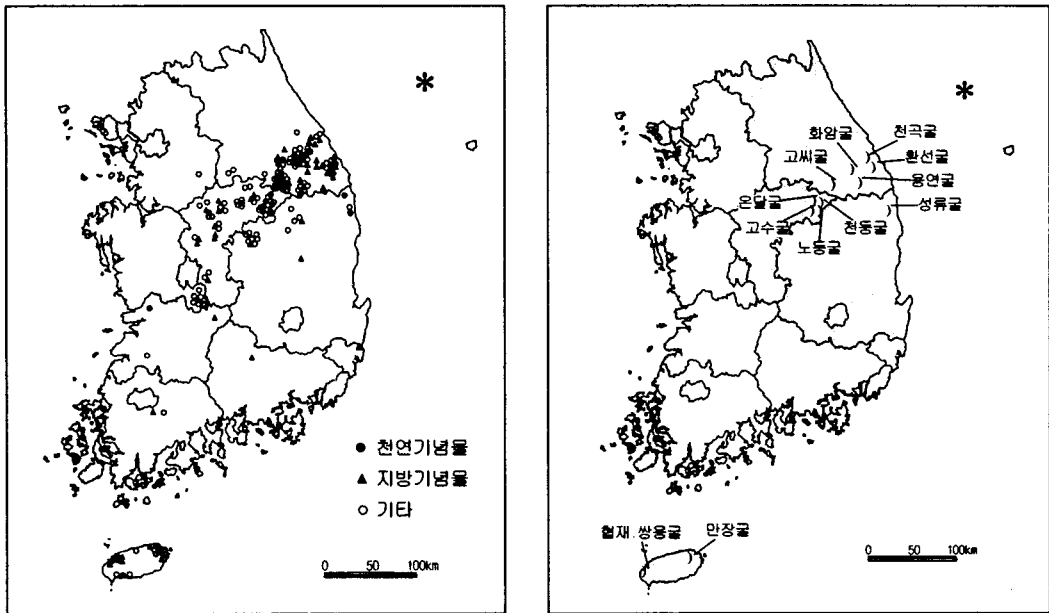 *
● 천연기념물
▲ 지방기념물
○ 기타
0 50 100km
*
화암굴
천곡굴
고씨굴
환선굴
용연굴
온달굴
성류굴
고수굴
천동굴
노동굴
협재.쌍용굴
만장굴
0 50 100km